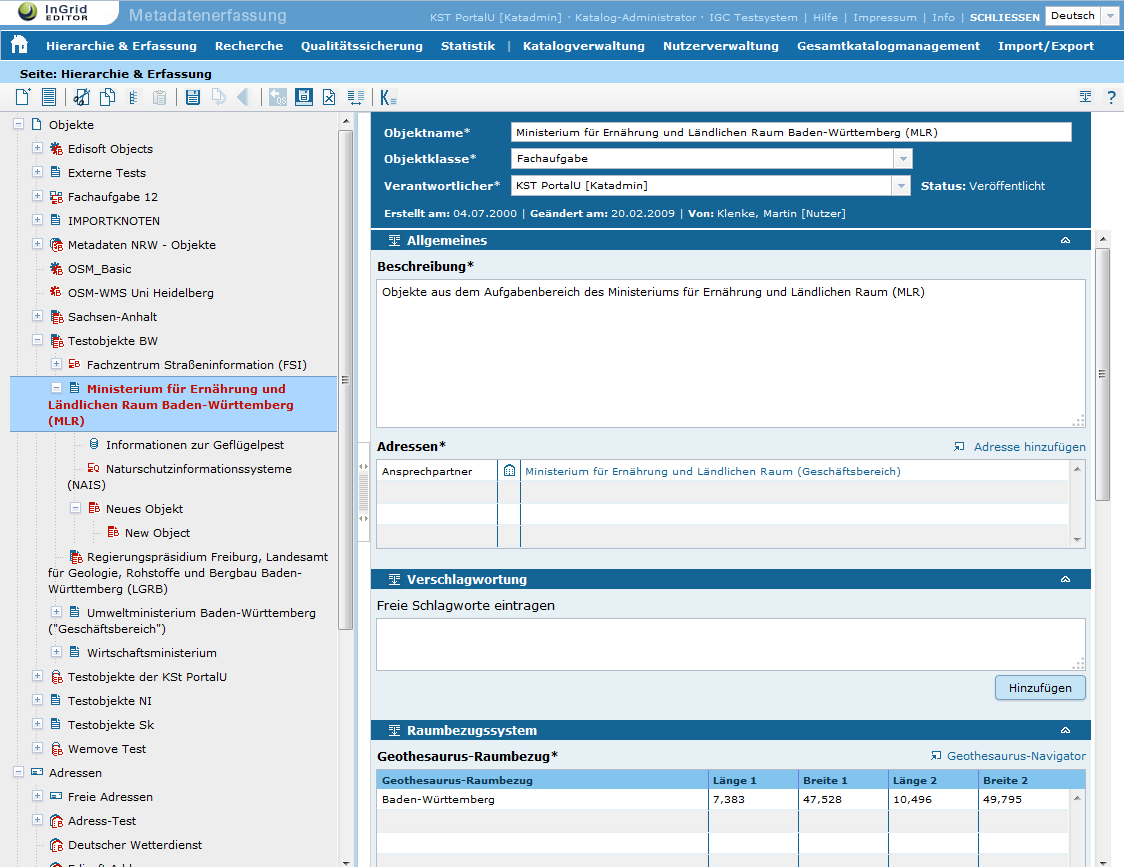 InGrid
EDITOR
Metadatenerfassung
KST PortalU [Katadmin] · Katalog-Administrator · IGC Testsystem | Hilfe | Impressum | Info | SCHLIESSEN Deutsch
Hierarchie & Erfassung Recherche Qualitätssicherung Statistik | Katalogverwaltung Nutzerverwaltung Gesamtkatalogmanagement Import/Export
Seite: Hierarchie & Erfassung
Objekte
Edisoft Objects
Externe Tests
Fachaufgabe 12
IMPORTKNOTEN
Metadaten NRW - Objekte
OSM_Basic
OSM-WMS Uni Heidelberg
Sachsen-Anhalt
Testobjekte BW
Fachzentrum Straßeninformation (FSI)
Ministerium für Ernährung und
Ländlichen Raum Baden-Württemberg
(MLR)
Informationen zur Geflügelpest
Naturschutzinformationssysteme
(NAIS)
Neues Objekt
New Object
Regierungspräsidium Freiburg, Landesamt
für Geologie, Rohstoffe und Bergbau Baden-
Württemberg (LGRB)
Umweltministerium Baden-Württemberg
("Geschäftsbereich")
Wirtschaftsministerium
Testobjekte der KSt PortalU
Testobjekte NI
Testobjekte Sk
Wemove Test
Adressen
Freie Adressen
Adress-Test
Deutscher Wetterdienst
Objektname* Ministerium für Ernährung und Ländlichen Raum Baden-Württemberg (MLR)
Objektklasse* Fachaufgabe
Verantwortlicher* KST PortalU [Katadmin] Status: Veröffentlicht
Erstellt am: 04.07.2000 | Geändert am: 20.02.2009 | Von: Klenke, Martin [Nutzer]
Allgemeines
Beschreibung*
Objekte aus dem Aufgabenbereich des Ministeriums für Ernährung und Ländlichen Raum (MLR)
Adressen* Adresse hinzufügen
Ansprechpartner Ministerium für Ernährung und Ländlichen Raum (Geschäftsbereich)
Verschlagwortung
Freie Schlagworte eintragen
Hinzufügen
Raumbezugssystem
Geothesaurus-Raumbezug* Geothesaurus-Navigator
Geothesaurus-Raumbezug Länge 1 Breite 1 Länge 2 Breite 2
Baden-Württemberg 7,383 47,528 10,496 49,795